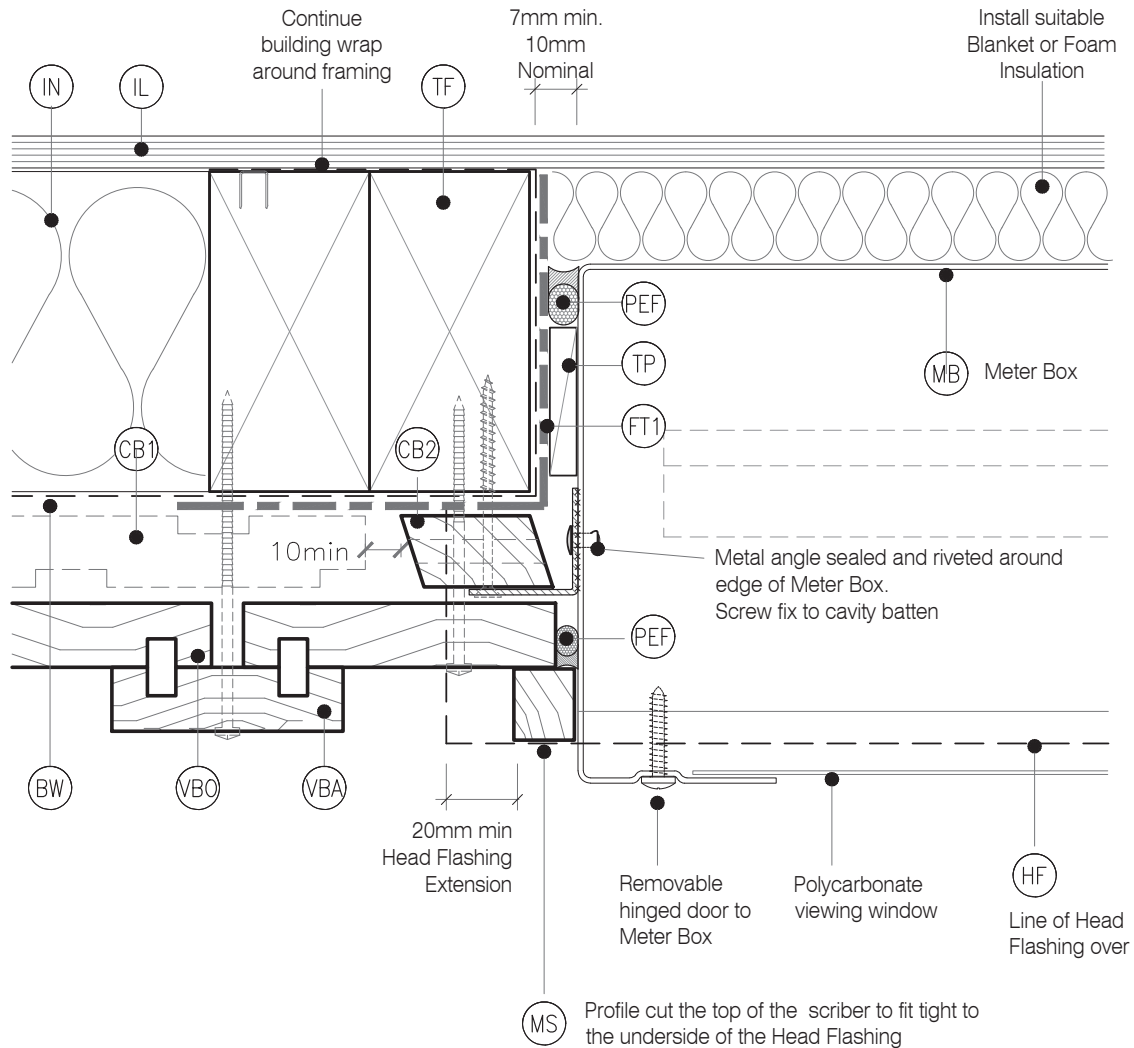 Continue
building wrap
around framing
7mm min.
10mm
Nominal
Install suitable
Blanket or Foam
Insulation
IN
IL
TF
PEF
TP
MB Meter Box
FT1
CB1
CB2
10min
Metal angle sealed and riveted around
edge of Meter Box.
Screw fix to cavity batten
PEF
BW
VBO
VBA
20mm min
Head Flashing
Extension
Removable
hinged door to
Meter Box
Polycarbonate
viewing window
HF
Line of Head
Flashing over
MS
Profile cut the top of the scriber to fit tight to
the underside of the Head Flashing